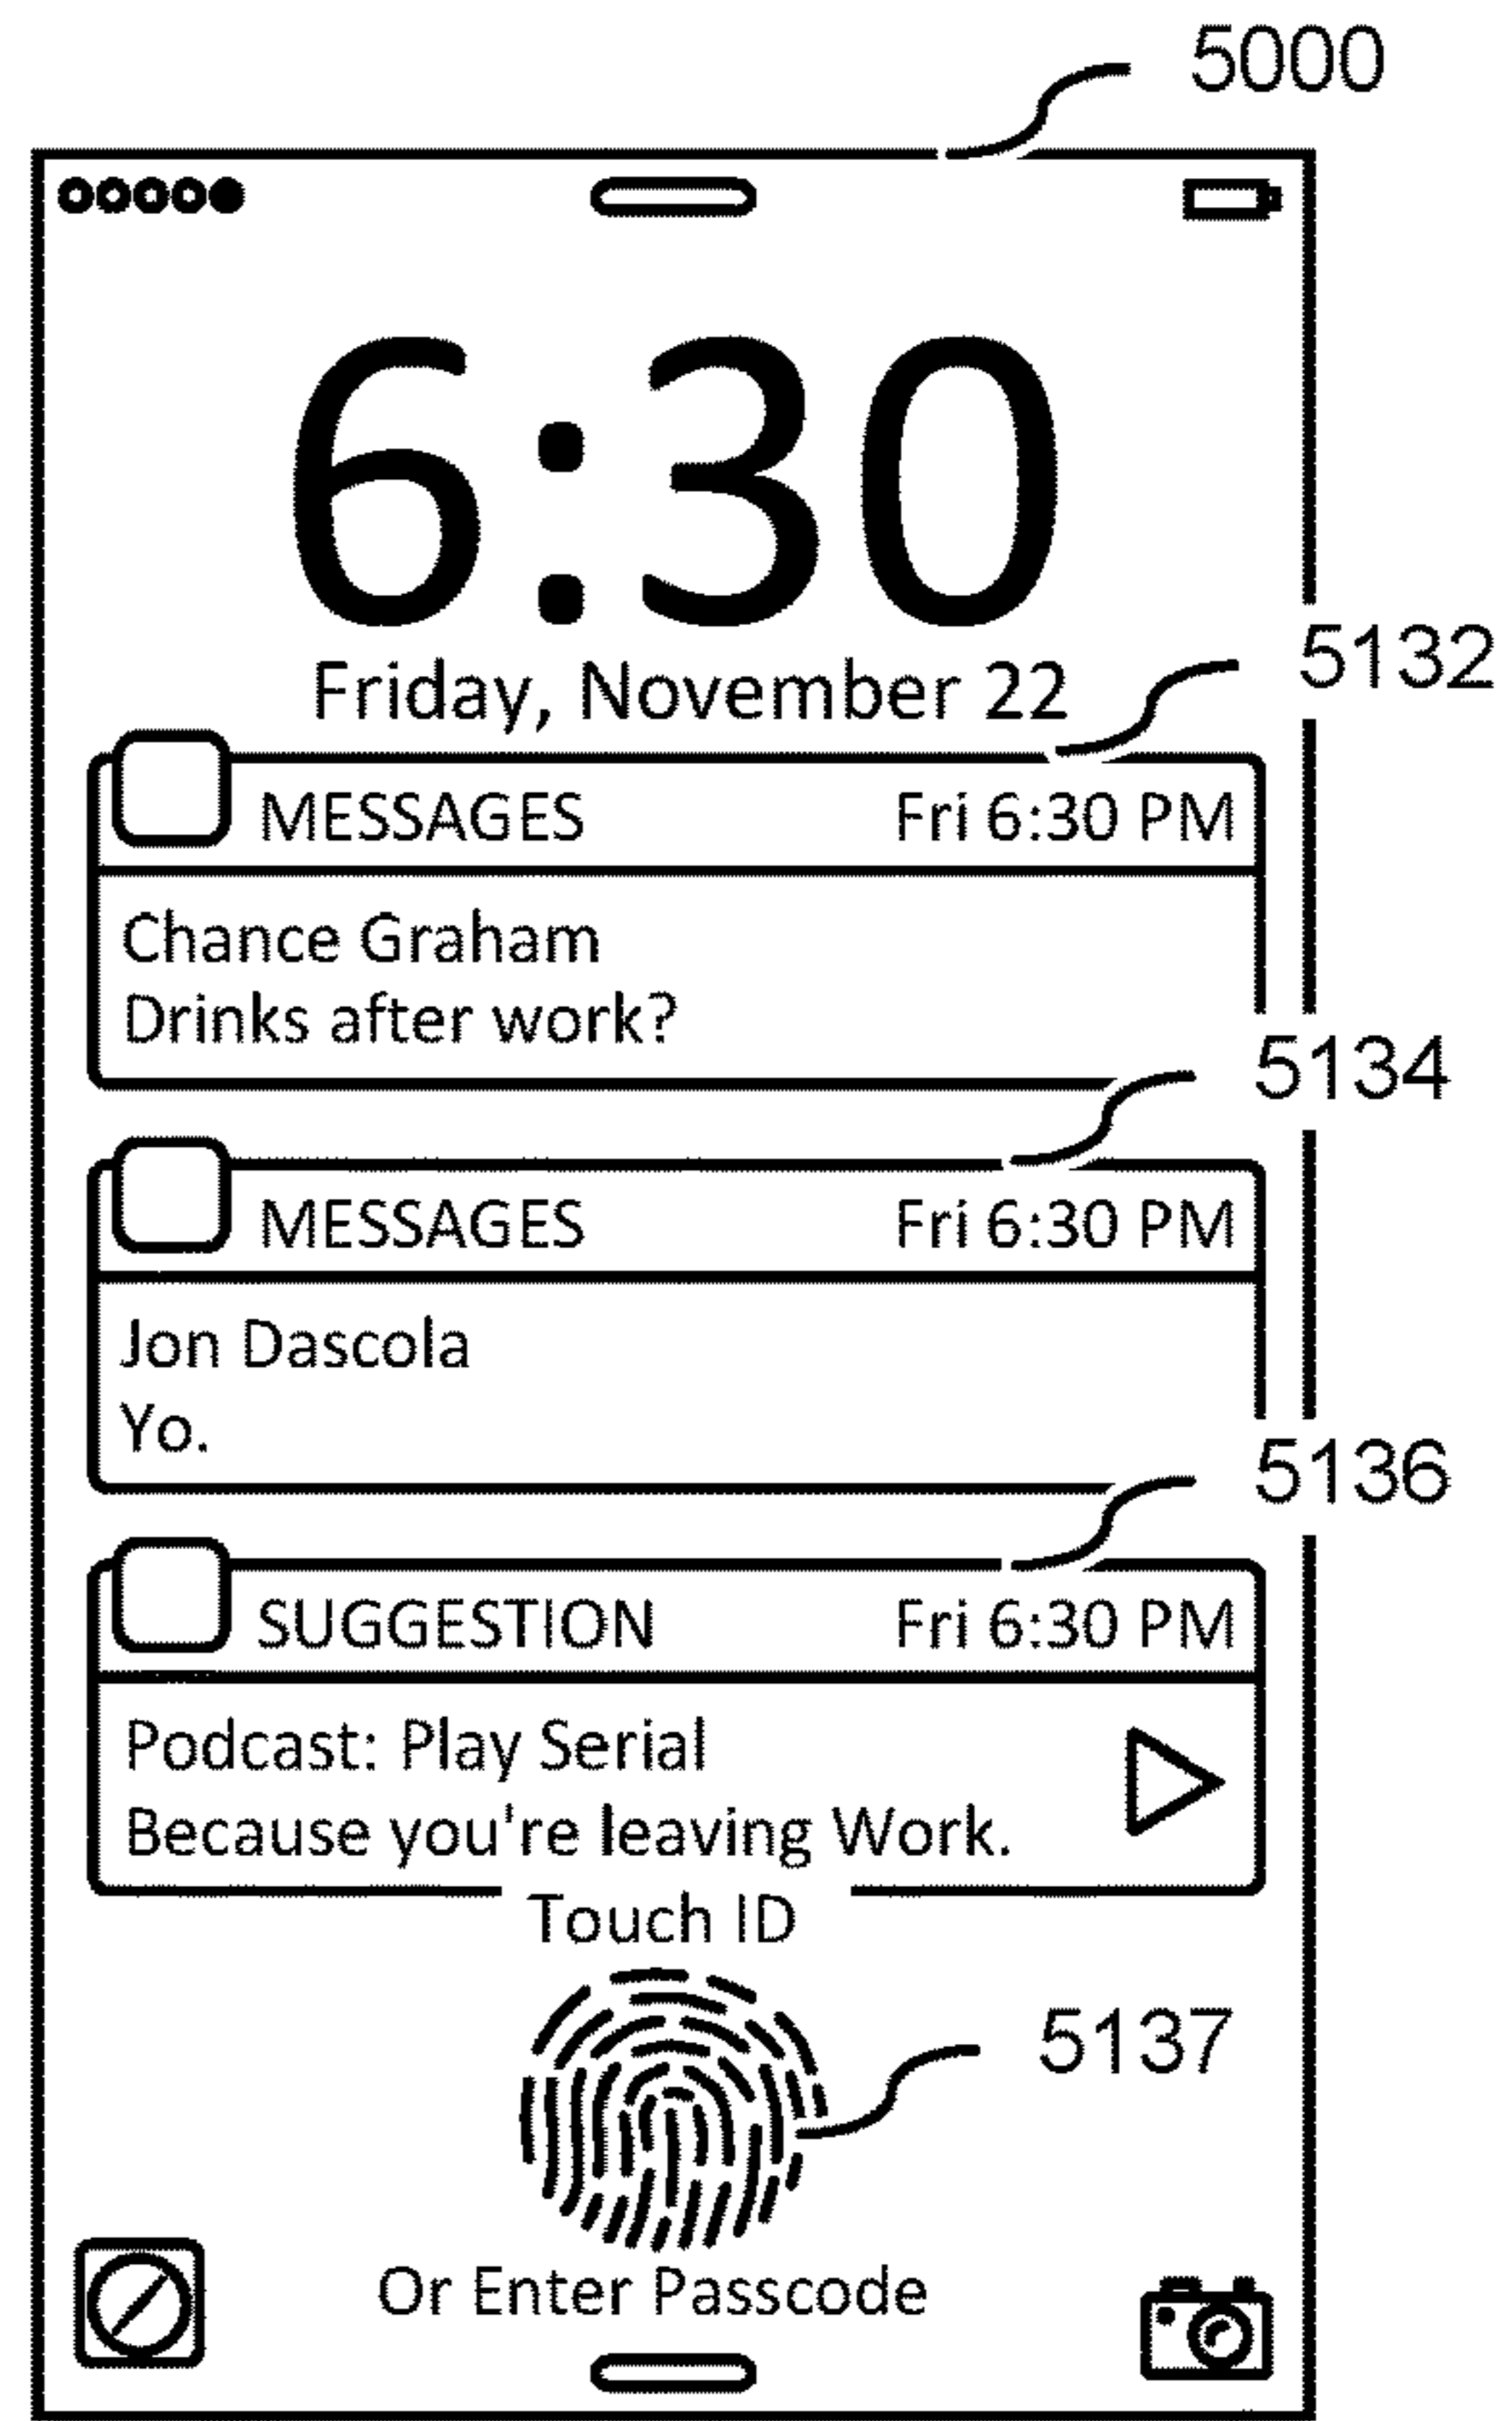 5000
6:30
5132
Friday, November 22
MESSAGES Fri 6:30 PM
Chance Graham
Drinks after work?
5134
MESSAGES Fri 6:30 PM
Jon Dascola
Yo.
5136
SUGGESTION Fri 6:30 PM
Podcast: Play Serial
Because you're leaving Work.
Touch ID
5137
Or Enter Passcode